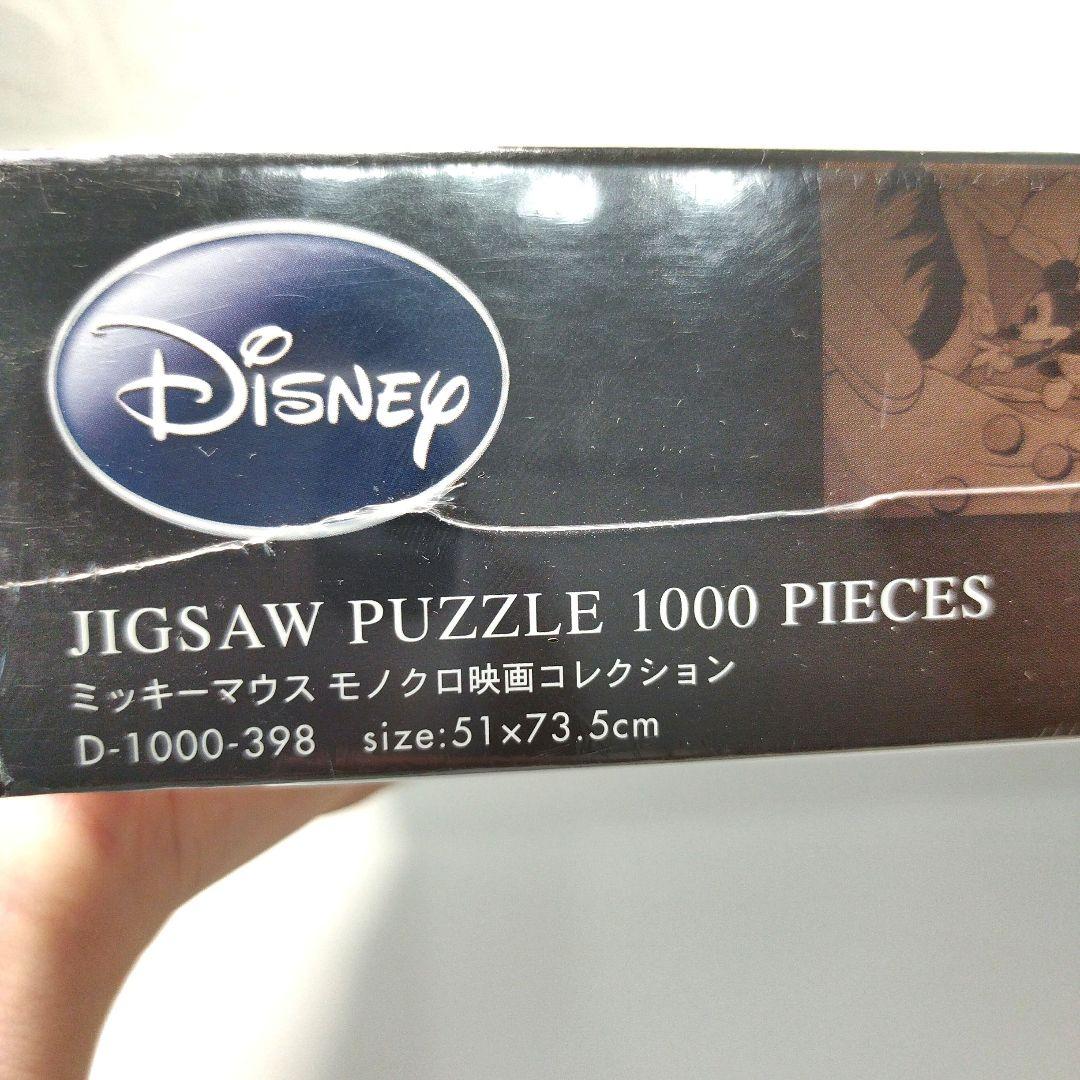 Disney
JIGSAW PUZZLE 1000 PIECES
ミッキーマウス モノクロ映画コレクション
D-1000-398 size:51×73.5cm